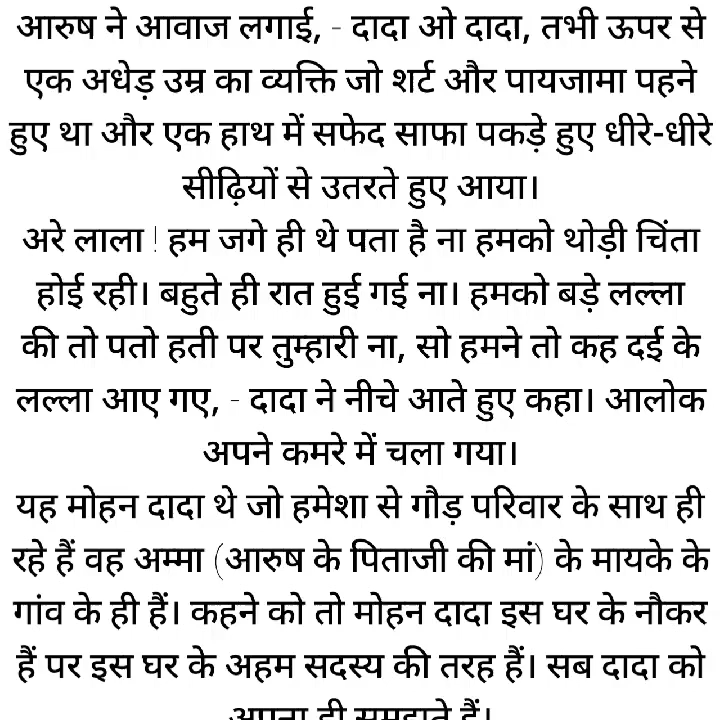 आरुष ने आवाज लगाई, - दादा ओ दादा, तभी ऊपर से
एक अधेड़ उम्र का व्यक्ति जो शर्ट और पायजामा पहने
हुए था और एक हाथ में सफेद साफा पकड़े हुए धीरे-धीरे
सीढ़ियों से उतरते हुए आया।
अरे लाला ! हम जगे ही थे पता है ना हमको थोड़ी चिंता
होई रही। बहुते ही रात हुई गई ना। हमको बड़े लल्ला
की तो पतो हती पर तुम्हारी ना, सो हमने तो कह दई के
लल्ला आए गए, - दादा ने नीचे आते हुए कहा। आलोक
अपने कमरे में चला गया।
यह मोहन दादा थे जो हमेशा से गौड़ परिवार के साथ ही
रहे हैं वह अम्मा (आरुष के पिताजी की मां) के मायके के
गांव के ही हैं। कहने को तो मोहन दादा इस घर के नौकर
हैं पर इस घर के अहम सदस्य की तरह हैं। सब दादा को
अपना ही समझते हैं।